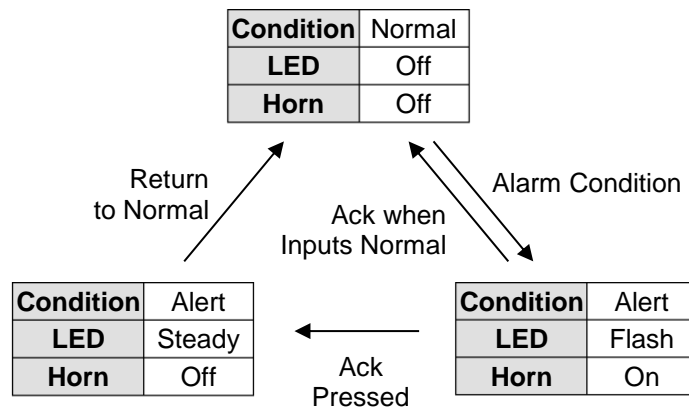 Condition Normal
LED Off
Horn Off
Return
to Normal
Alarm Condition
Ack when
Inputs Normal
Condition Alert
LED Steady
Horn Off
Ack
Pressed
Condition Alert
LED Flash
Horn On